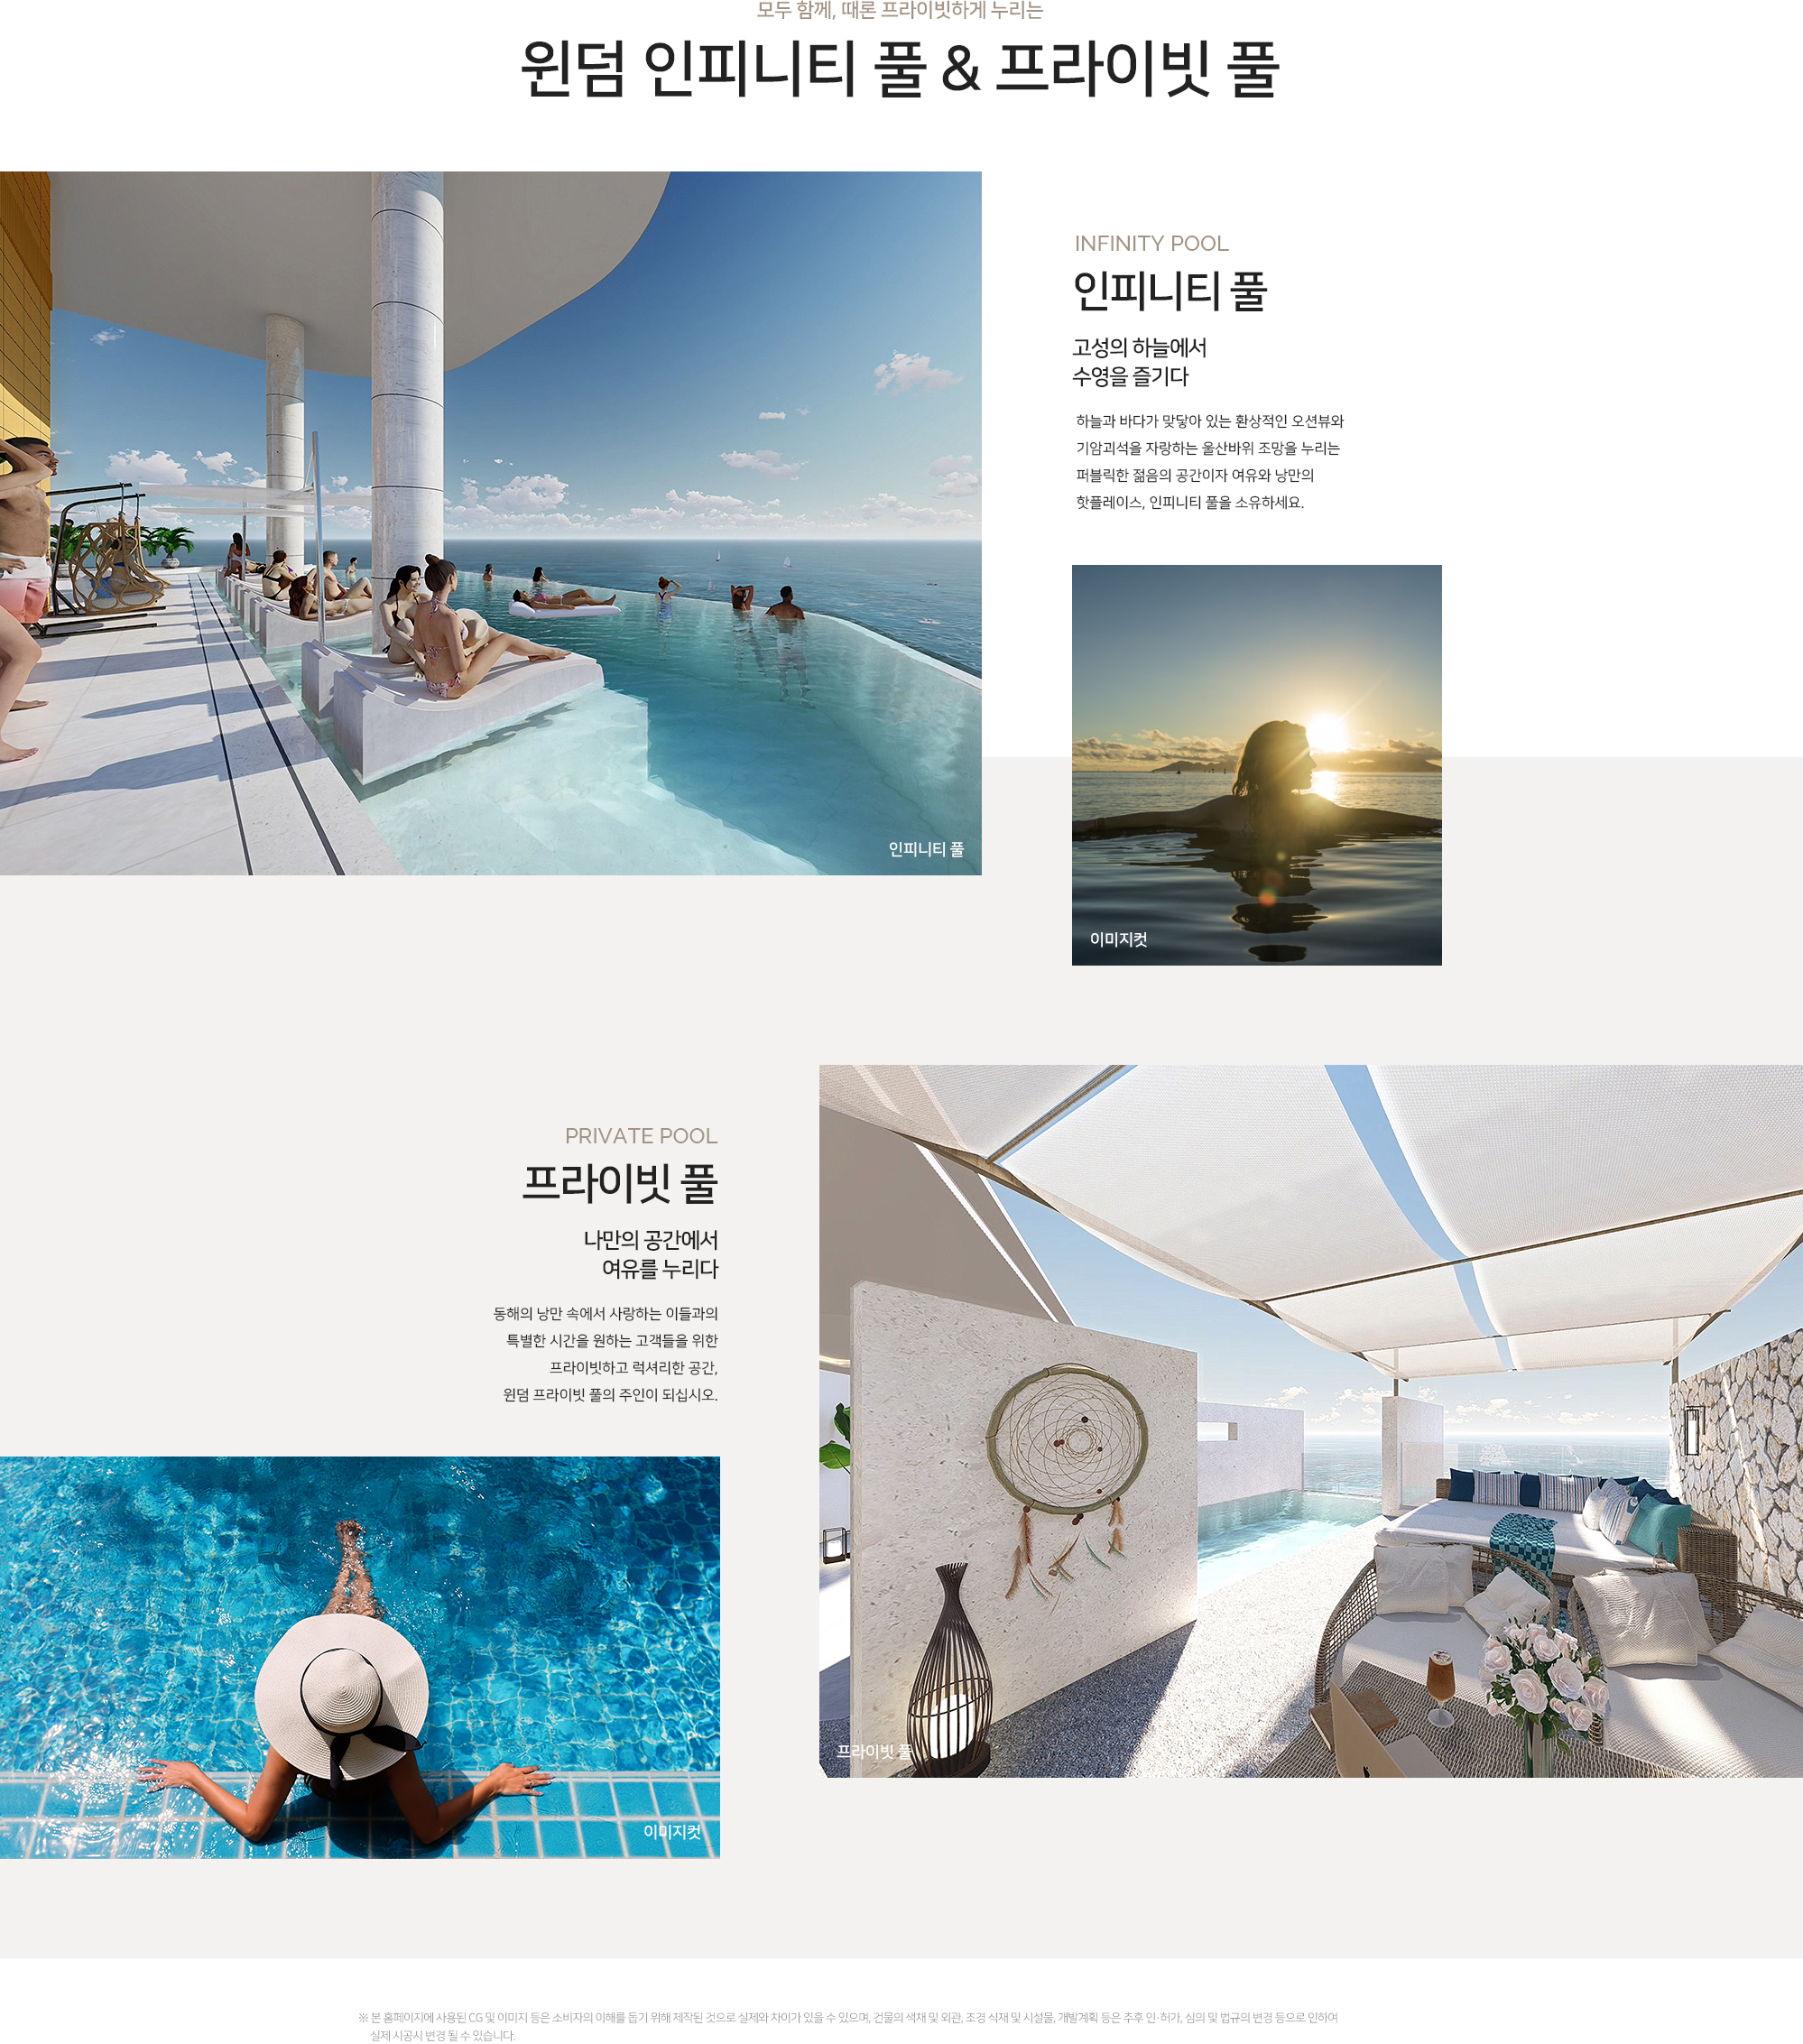 모두 함께, 때론 프라이빗하게 누리는
윈덤 인피니티 풀 & 프라이빗 풀
INFINITY POOL
인피니티 풀
고성의 하늘에서
수영을 즐기다
하늘과 바다가 맞닿아 있는 환상적인 오션뷰와
기암괴석을 자랑하는 울산바위 조망을 누리는
퍼블릭한 젊음의 공간이자 여유와 낭만의
핫플레이스, 인피니티 풀을 소유하세요.
인피니티 풀
이미지컷
PRIVATE POOL
프라이빗 풀
나만의 공간에서
여유를 누리다
동해의 낭만 속에서 사랑하는 이들과의
특별한 시간을 원하는 고객들을 위한
프라이빗하고 럭셔리한 공간,
윈덤 프라이빗 풀의 주인이 되십시오.
프라이빗 풀
이미지컷
※ 본 홈페이지에 사용된 CG 및 이미지 등은 소비자의 이해를 돕기 위해 제작된 것으로 실제와 차이가 있을 수 있으며, 건물의 색채 및 외관, 조경 식재 및 시설물, 개발계획 등은 추후 인·허가, 심의 및 법규의 변경 등으로 인하여
실제 시공시 변경 될 수 있습니다.